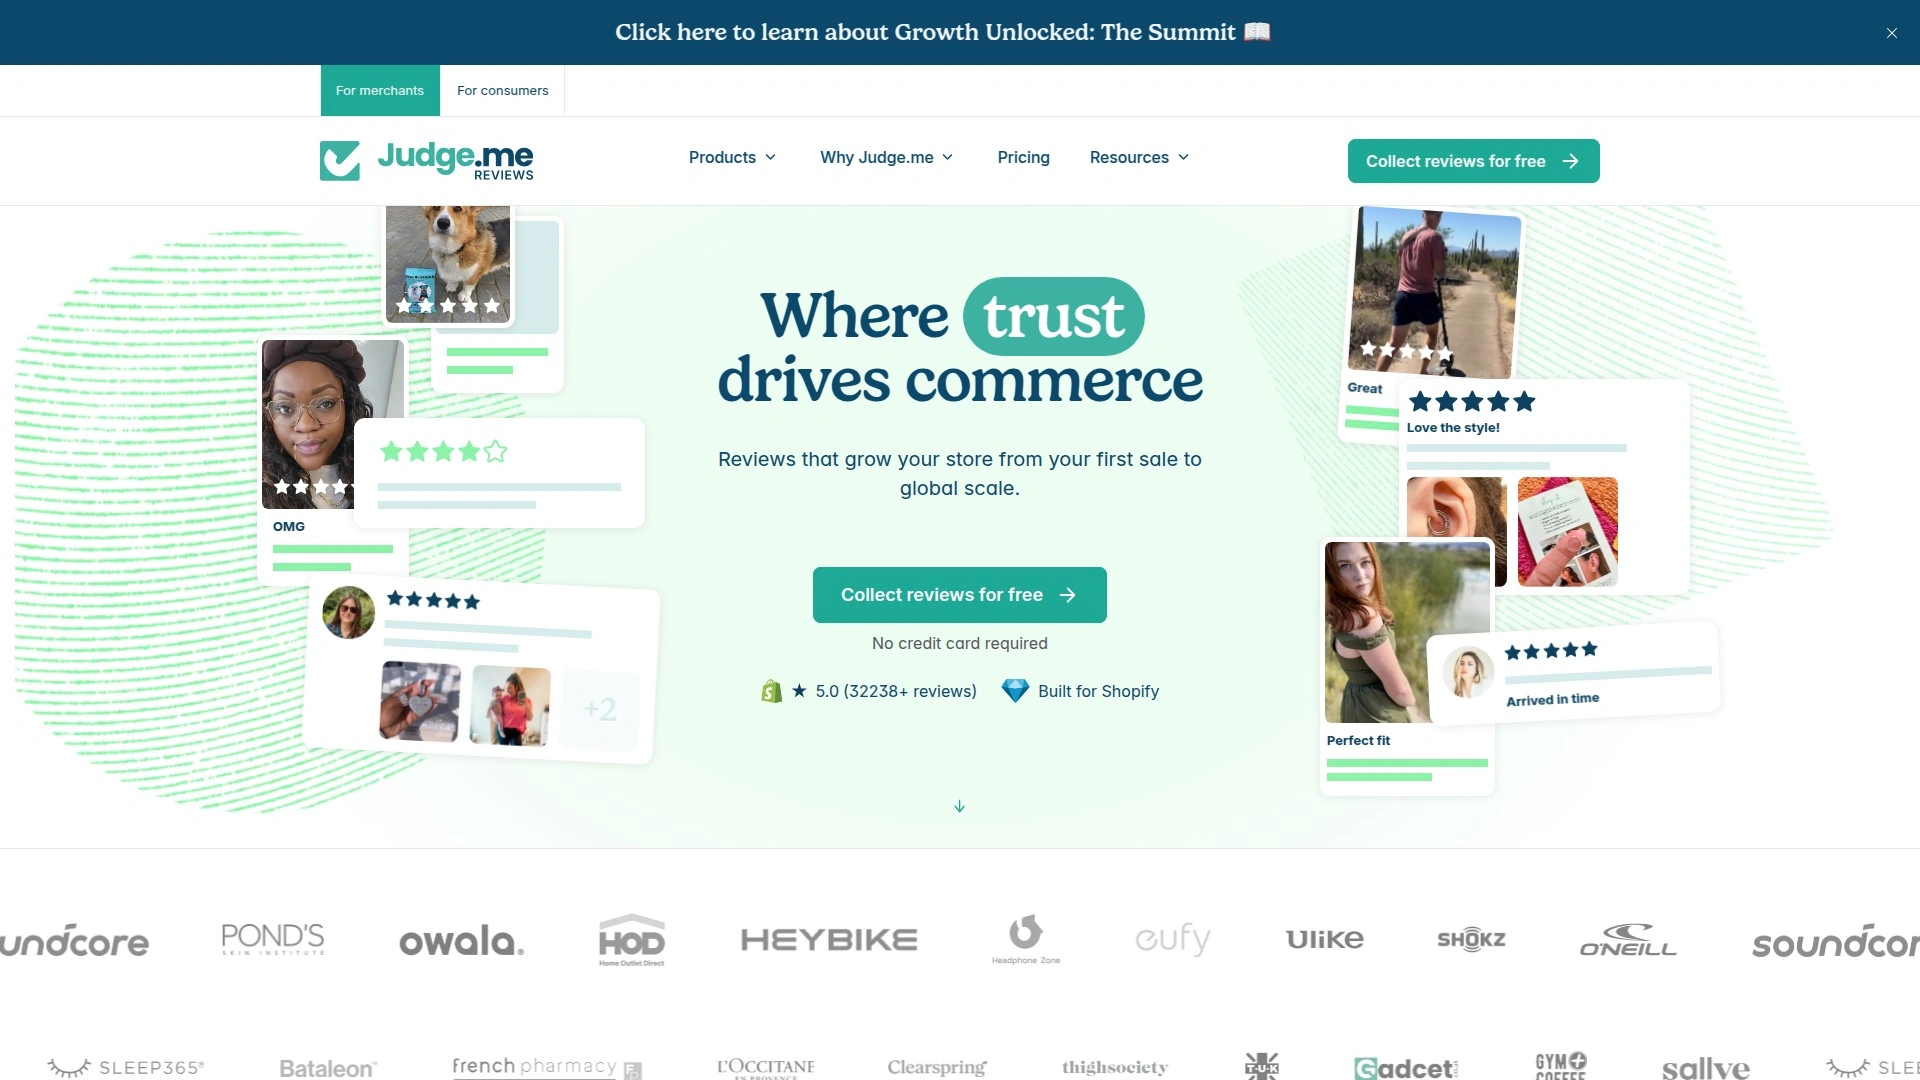 Click here to learn about Growth Unlocked: The Summit
For merchants
For consumers
Judge.me
REVIEWS
Products
Why Judge.me
Pricing
Resources
Collect reviews for free
Where trust
drives commerce
Reviews that grow your store from your first sale to
global scale.
Collect reviews for free
No credit card required
5.0 (32238+ reviews)
Built for Shopify
OMG
+2
Great
Love the style!
Arrived in time
Perfect fit
undcore
POND'S
SKIN INSTITUTE
owala
HOD
Home Outlet Direct
HEYBIKE
Headphone Zone
eufy
Ulike
SHOKZ
O'NEILL
soundcor
SLEEP365
Bataleon
french pharmacy
L'OCCITANE
EN PROVENCE
Clearspring
thighsociety
T·U·K
Gadcet
GYM+
COFFEE
sallve
SLE